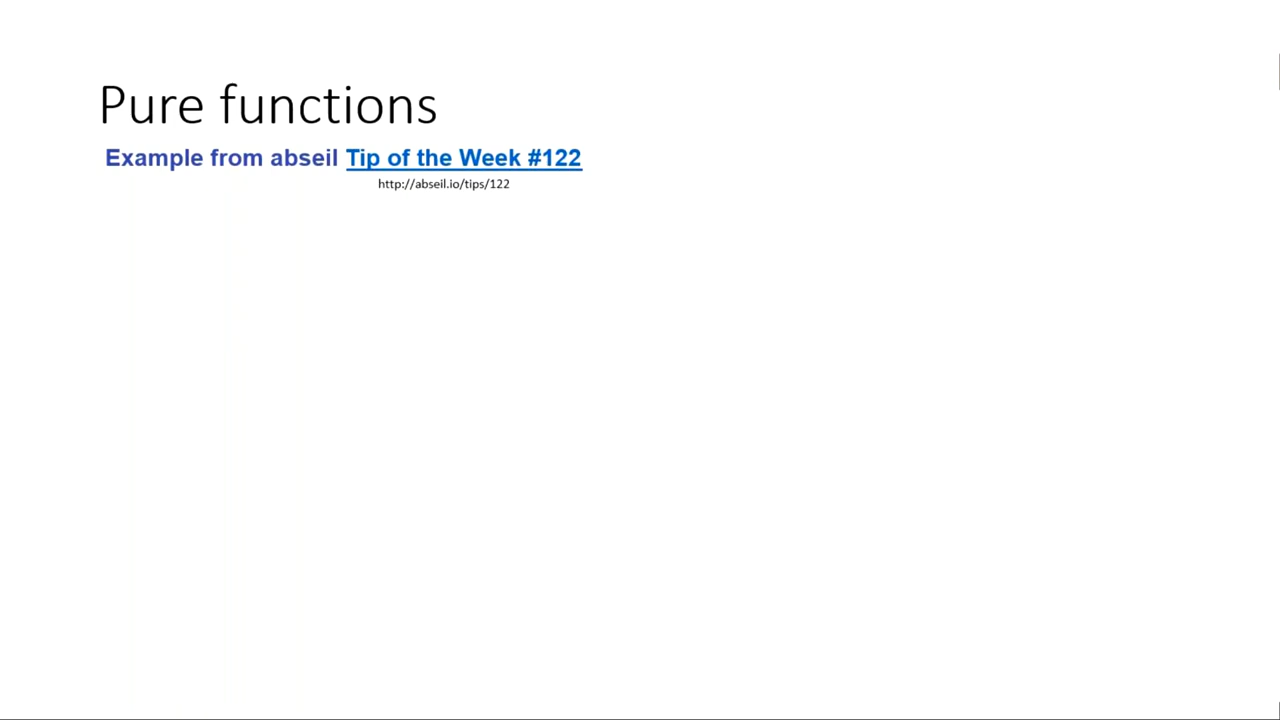 Pure functions
Example from abseil Tip of the Week #122
http://abseil.io/tips/122